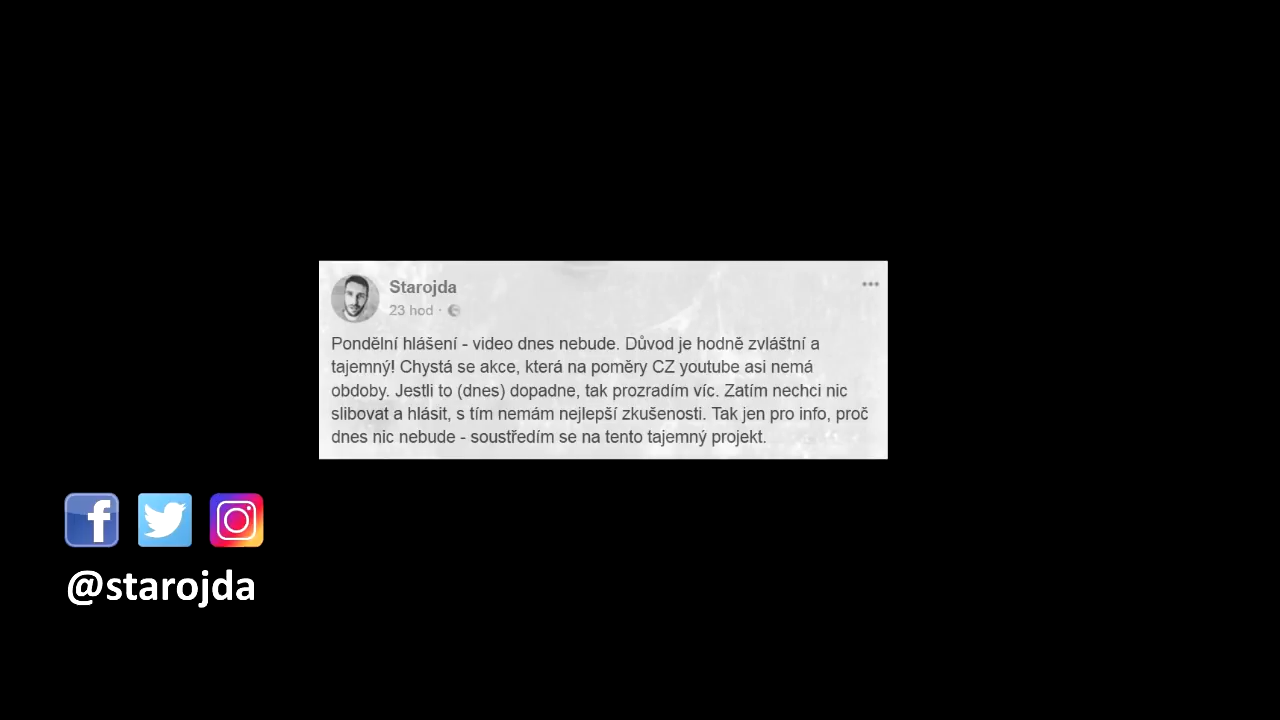 Starojda
23 hod ·
Pondělní hlášení - video dnes nebude. Důvod je hodně zvláštní a
tajemný! Chystá se akce, která na poměry CZ youtube asi nemá
obdoby. Jestli to (dnes) dopadne, tak prozradím víc. Zatím nechci nic
slibovat a hlásit, s tím nemám nejlepší zkušenosti. Tak jen pro info, proč
dnes nic nebude - soustředím se na tento tajemný projekt.
@starojda